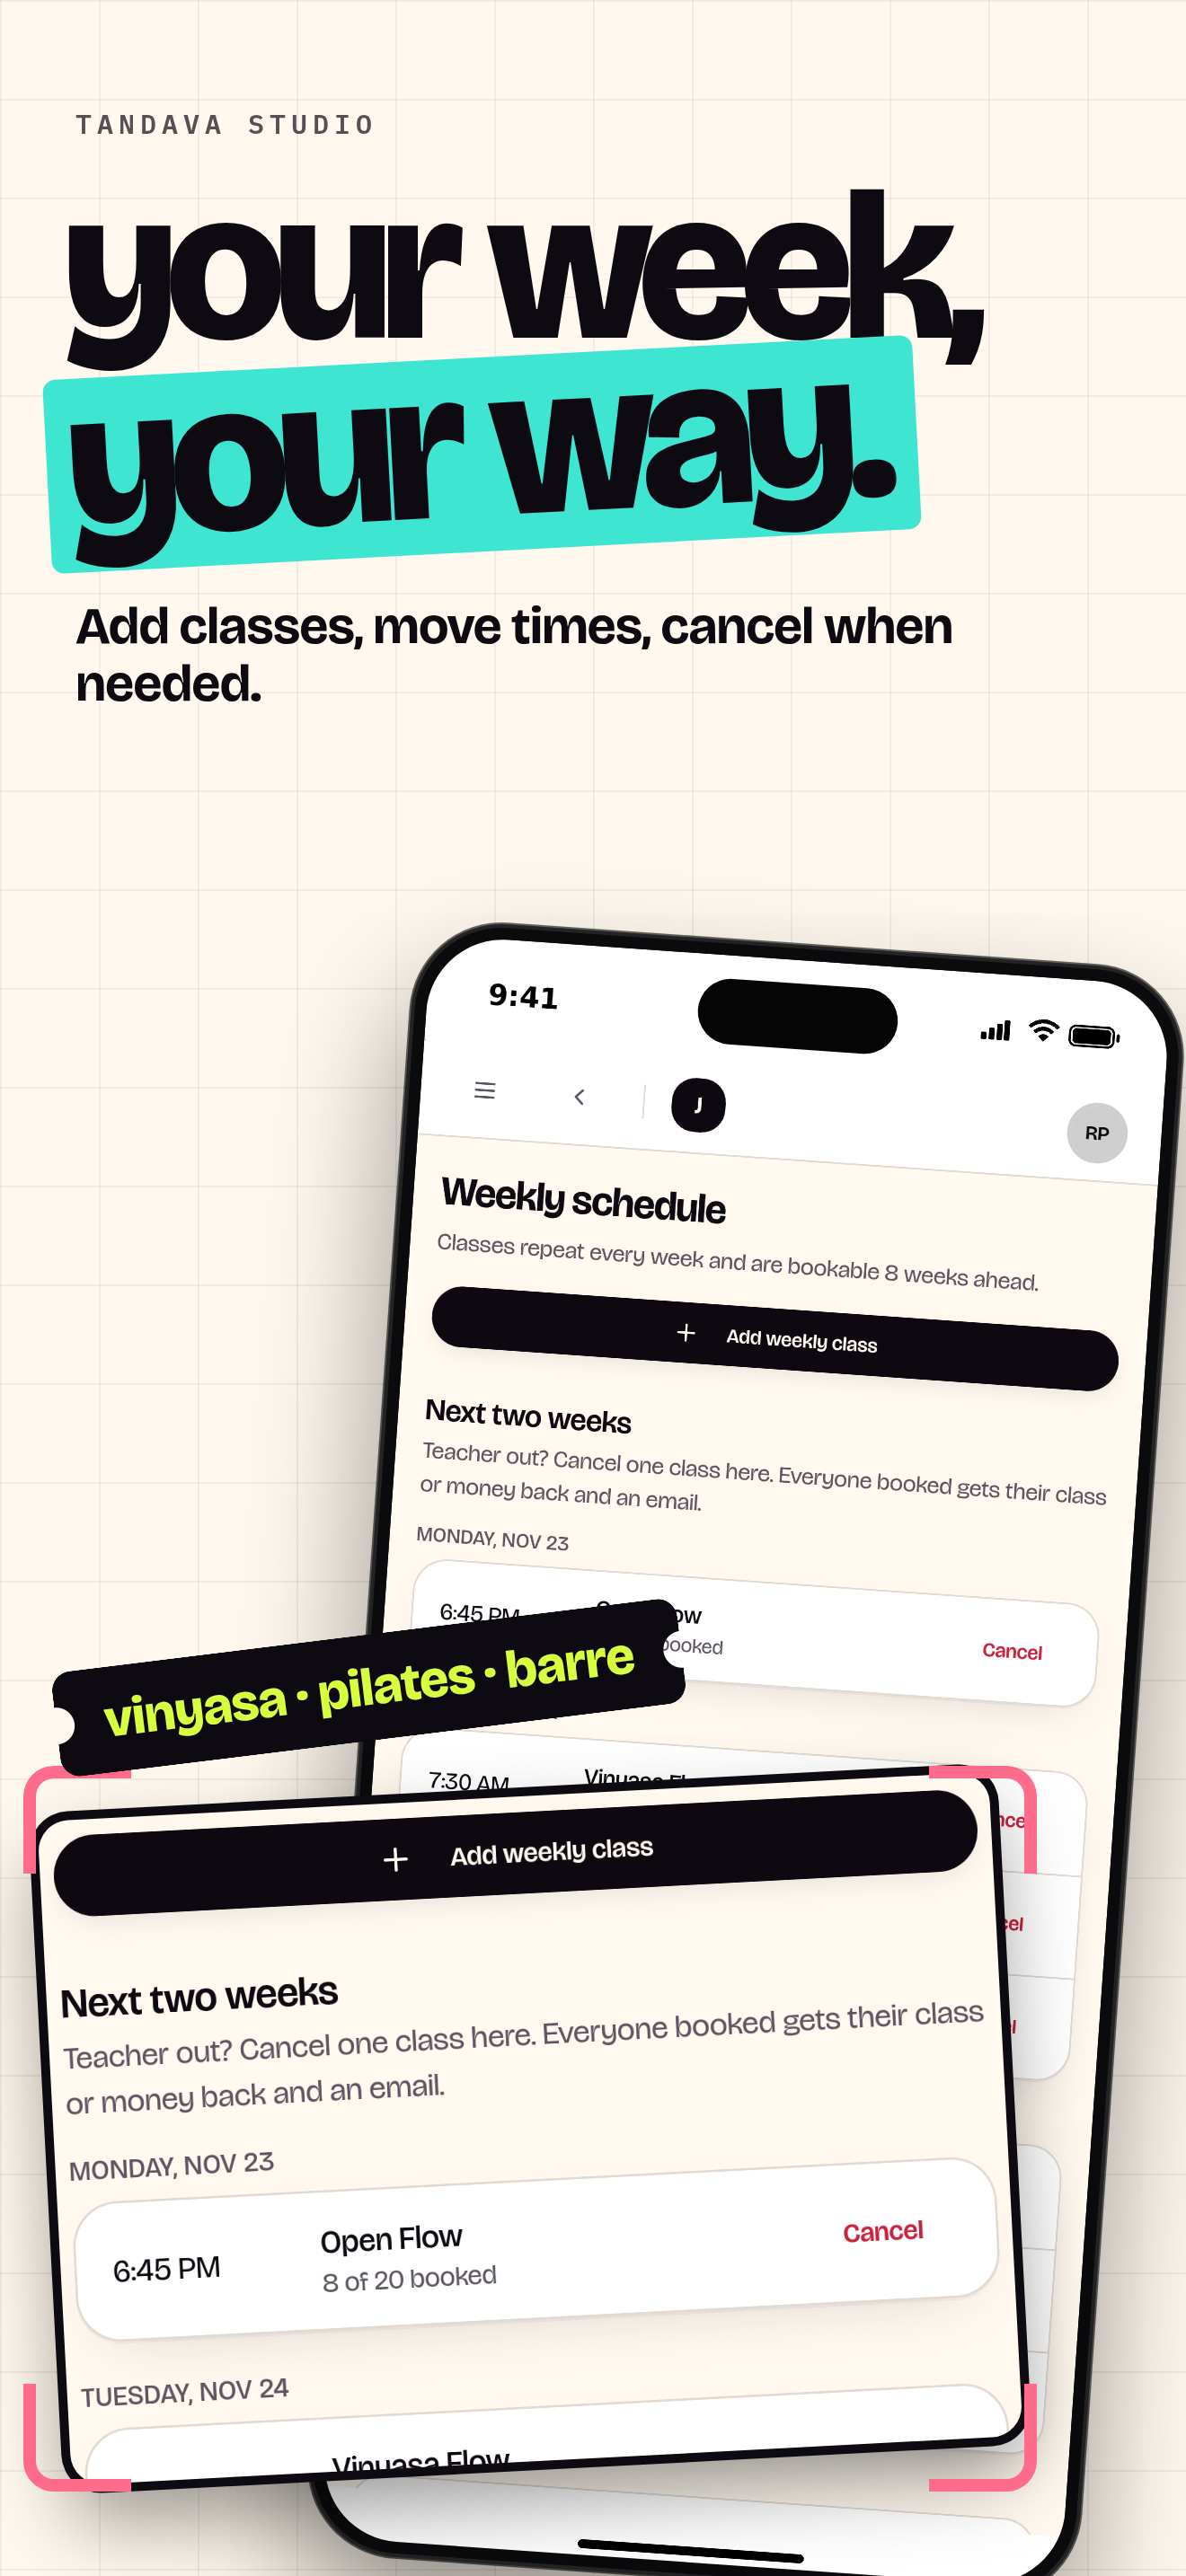 TANDAVA STUDIO
your week,
your way.
Add classes, move times, cancel when
needed.
9:41
J
RP
Weekly schedule
Classes repeat every week and are bookable 8 weeks ahead.
+ Add weekly class
Next two weeks
Teacher out? Cancel one class here. Everyone booked gets their class
or money back and an email.
MONDAY, NOV 23
6:45 PM
booked
Cancel
vinyasa · pilates · barre
7:30 AM
Vinyasa
+ Add weekly class
Next two weeks
Teacher out? Cancel one class here. Everyone booked gets their class
or money back and an email.
MONDAY, NOV 23
6:45 PM
Open Flow
8 of 20 booked
Cancel
TUESDAY, NOV 24
Vinyasa Flow